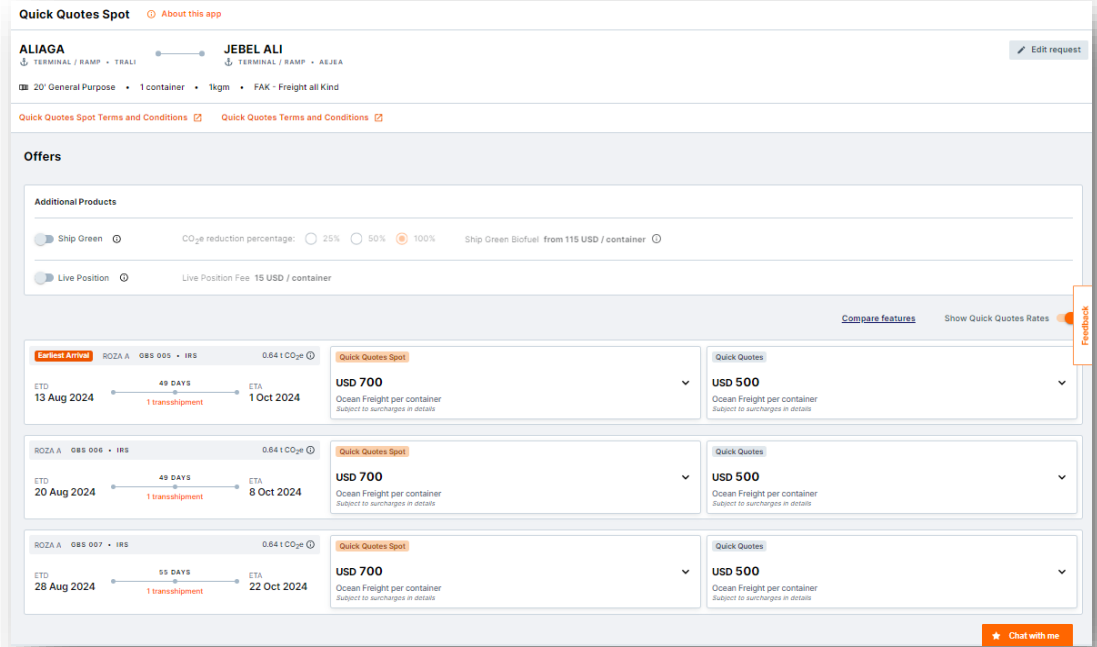 Quick Quotes Spot About this app
ALIAGA JEBEL ALI
TERMINAL / RAMP • TRALI TERMINAL / RAMP • AEJEA
Edit request
20' General Purpose • 1 container • 1kgm • FAK - Freight all Kind
Quick Quotes Spot Terms and Conditions Quick Quotes Terms and Conditions
Offers
Additional Products
Ship Green CO₂e reduction percentage: 25% 50% 100% Ship Green Biofuel from 115 USD / container
Live Position Live Position Fee 15 USD / container
Compare features Show Quick Quotes Rates
Feedback
Earliest Arrival ROZA A GBS 005 • IRS 0.64 t CO₂e
ETD 49 DAYS ETA
13 Aug 2024 1 transshipment 1 Oct 2024
Quick Quotes Spot
USD 700
Ocean Freight per container
Subject to surcharges in details
Quick Quotes
USD 500
Ocean Freight per container
Subject to surcharges in details
ROZA A GBS 006 • IRS 0.64 t CO₂e
ETD 49 DAYS ETA
20 Aug 2024 1 transshipment 8 Oct 2024
Quick Quotes Spot
USD 700
Ocean Freight per container
Subject to surcharges in details
Quick Quotes
USD 500
Ocean Freight per container
Subject to surcharges in details
ROZA A GBS 007 • IRS 0.64 t CO₂e
ETD 55 DAYS ETA
28 Aug 2024 1 transshipment 22 Oct 2024
Quick Quotes Spot
USD 700
Ocean Freight per container
Subject to surcharges in details
Quick Quotes
USD 500
Ocean Freight per container
Subject to surcharges in details
Chat with me